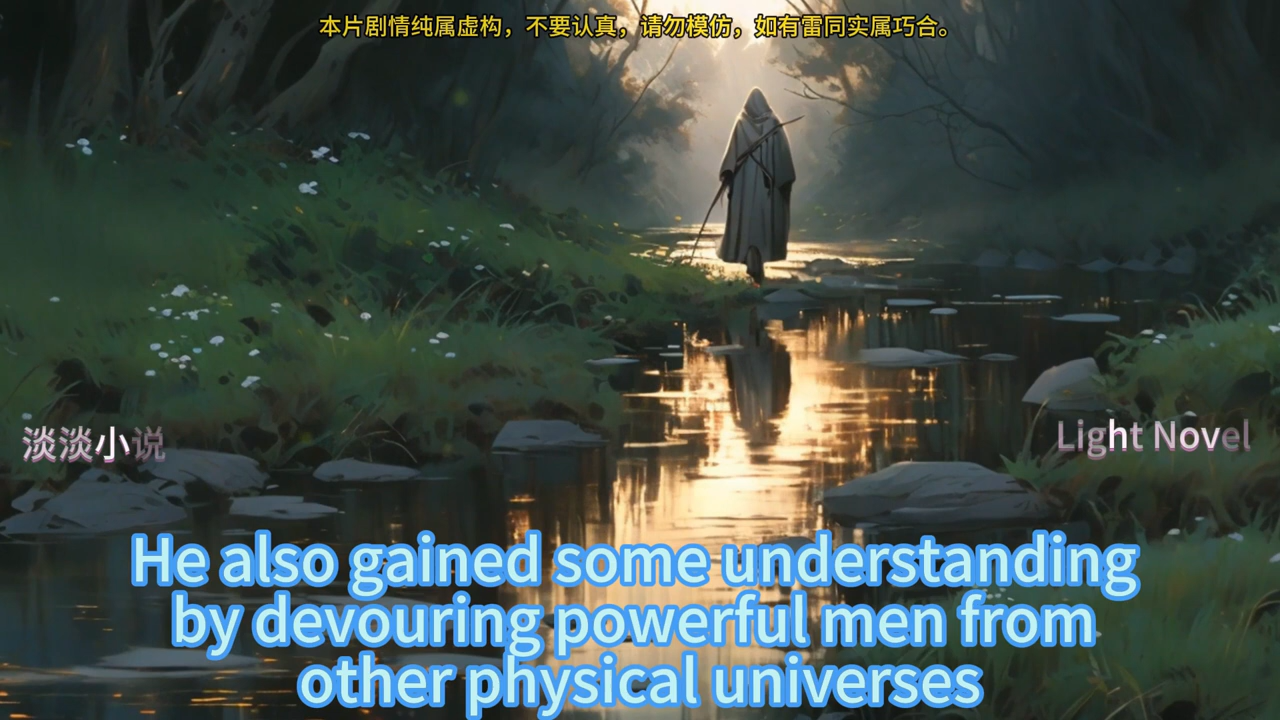 本片剧情纯属虚构，不要认真，请勿模仿，如有雷同实属巧合。
淡淡小说
Light Novel
He also gained some understanding
by devouring powerful men from
other physical universes